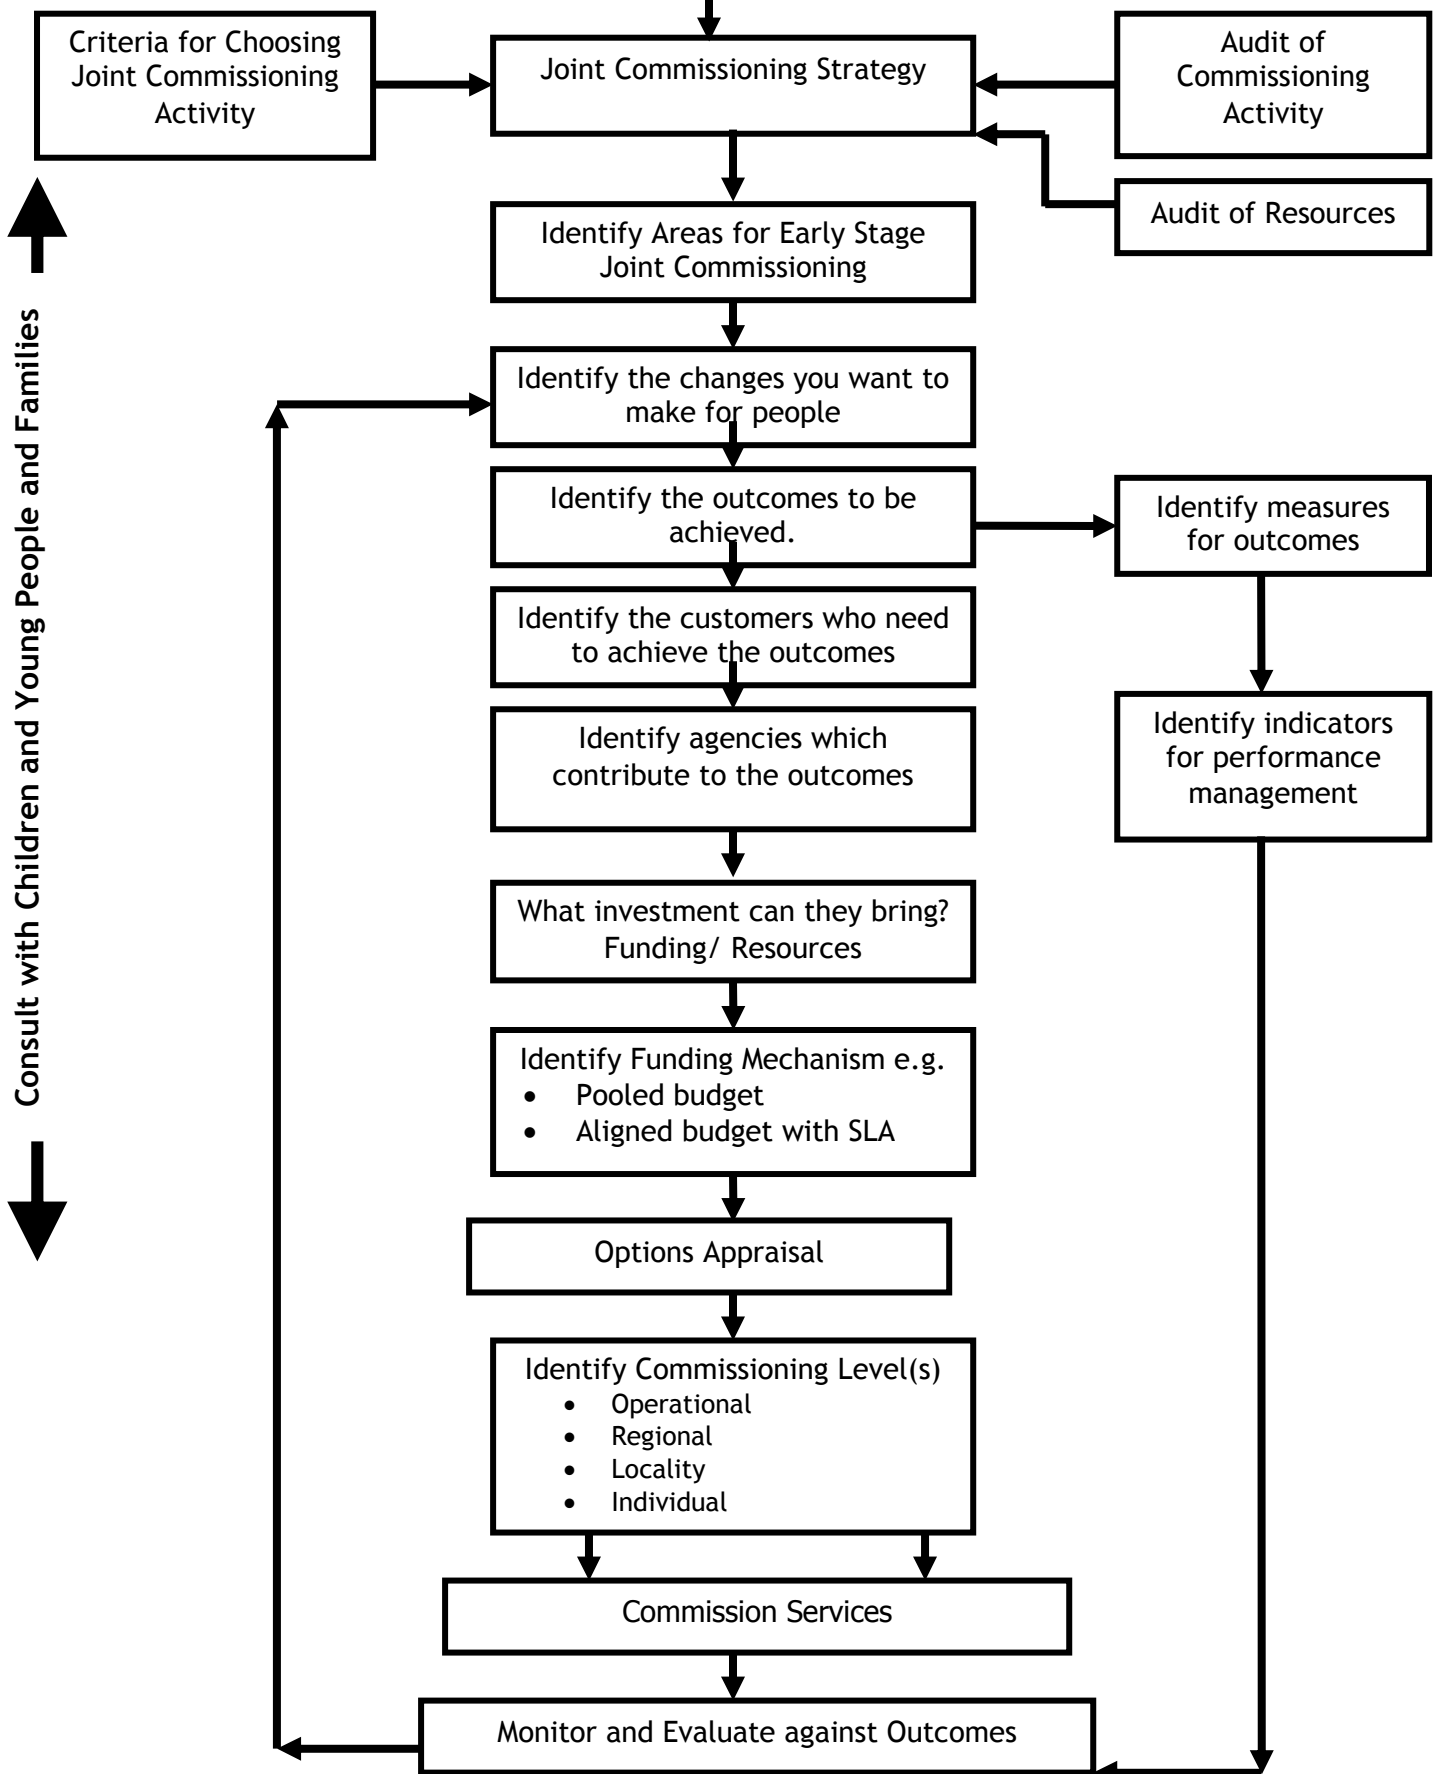 Criteria for Choosing
Joint Commissioning
Activity
Joint Commissioning Strategy
Audit of
Commissioning
Activity
Audit of Resources
Identify Areas for Early Stage
Joint Commissioning
Consult with Children and Young People and Families
Identify the changes you want to
make for people
Identify the outcomes to be
achieved.
Identify measures
for outcomes
Identify the customers who need
to achieve the outcomes
Identify agencies which
contribute to the outcomes
Identify indicators
for performance
management
What investment can they bring?
Funding/ Resources
Identify Funding Mechanism e.g.
• Pooled budget
• Aligned budget with SLA
Options Appraisal
Identify Commissioning Level(s)
• Operational
• Regional
• Locality
• Individual
Commission Services
Monitor and Evaluate against Outcomes